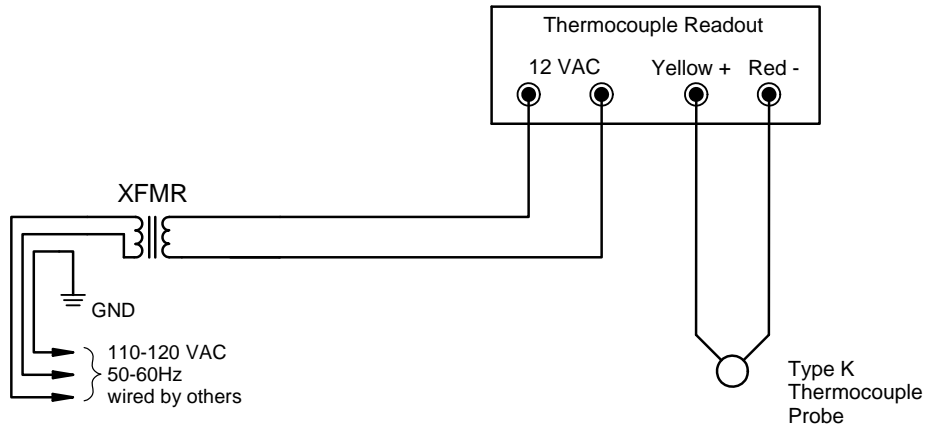 Thermocouple Readout
12 VAC
Yellow +
Red -
XFMR
GND
110-120 VAC
50-60Hz
wired by others
Type K
Thermocouple
Probe